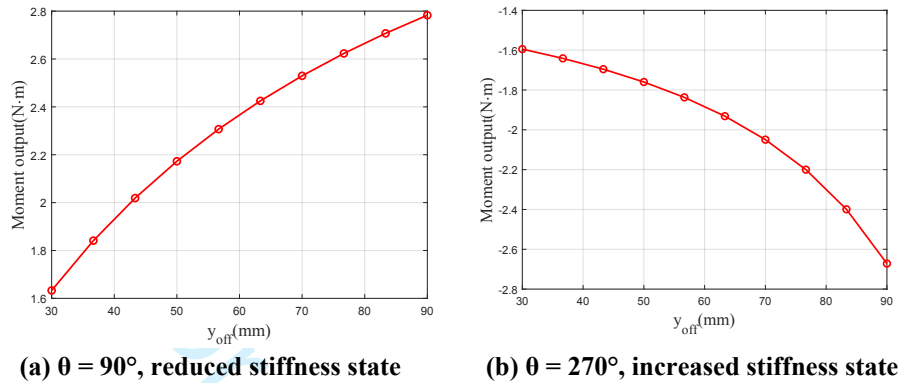 2.8
2.6
2.4
2.2
2
1.8
1.6
Moment output(N·m)
30 40 50 60 70 80 90
y_off(mm)
(a) θ = 90°, reduced stiffness state
-1.4
-1.6
-1.8
-2
-2.2
-2.4
-2.6
-2.8
Moment output(N·m)
30 40 50 60 70 80 90
y_off(mm)
(b) θ = 270°, increased stiffness state